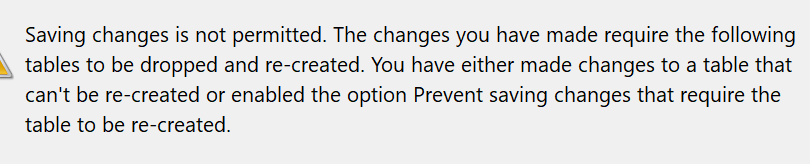 Saving changes is not permitted. The changes you have made require the following
tables to be dropped and re-created. You have either made changes to a table that
can't be re-created or enabled the option Prevent saving changes that require the
table to be re-created.